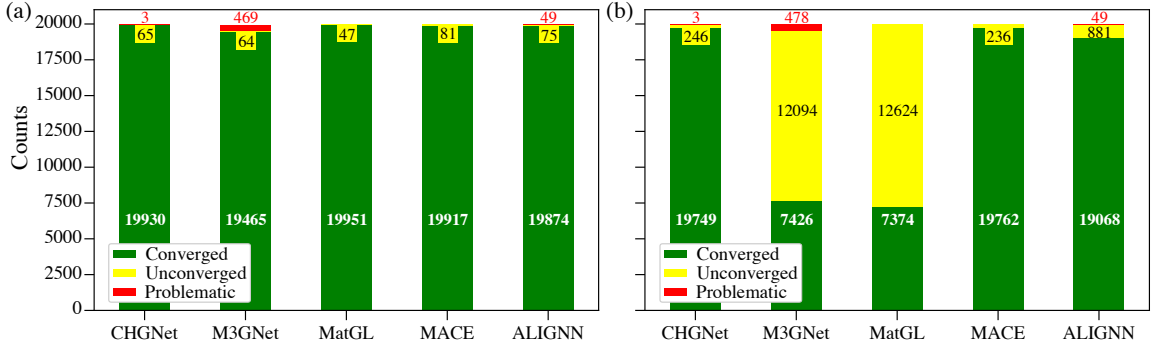 (a)
Counts
20000
17500
15000
12500
10000
7500
5000
2500
0
3
469
49
65
64
47
81
75
19930
19465
19951
19917
19874
Converged
Unconverged
Problematic
CHGNet
M3GNet
MatGL
MACE
ALIGNN
(b)
3
478
49
246
236
881
12094
12624
19749
7426
7374
19762
19068
Converged
Unconverged
Problematic
CHGNet
M3GNet
MatGL
MACE
ALIGNN